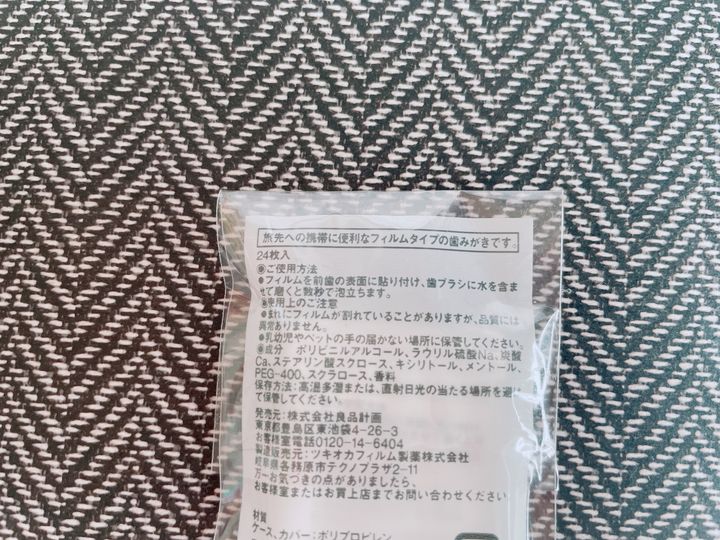 旅先への携帯に便利なフィルムタイプの歯みがきです。
24枚入
●ご使用方法
●フィルムを前歯の表面に貼り付け、歯ブラシに水を含ま
せて磨くと数秒で泡立ちます。
●使用上のご注意
●まれにフィルムが割れていることがありますが、品質には
異常ありません。
●乳幼児やペットの手の届かない場所に保管してください。
●成分 ポリビニルアルコール、ラウリル硫酸Na、炭酸
Ca、ステアリン酸スクロース、キシリトール、メントール、
PEG-400、スクラロース、香料
保存方法:高温多湿または、直射日光の当たる場所を避け
て保管してください。
発売元:株式会社良品計画
東京都豊島区東池袋4-26-3
お客様室電話0120-14-6404
製造販売元:ツキオカフィルム製薬株式会社
岐阜県各務原市テクノプラザ2-11
万一お気づきの点がありましたら、
お客様室またはお買上店までお問い合わせください
材質
ケース、カバー:ポリプロピレン